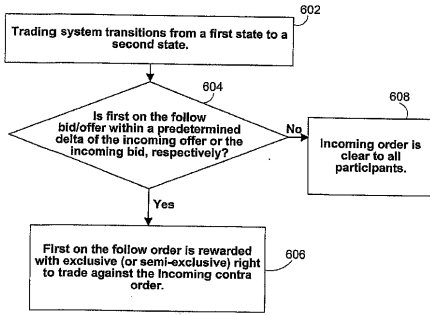 602
Trading system transitions from a first state to a
second state.
604
Is first on the follow
bid/offer within a predetermined
delta of the incoming offer or the
incoming bid, respectively?
No
608
Incoming order is
clear to all
participants.
Yes
First on the follow order is rewarded
with exclusive (or semi-exclusive) right
to trade against the incoming contra
order.
606